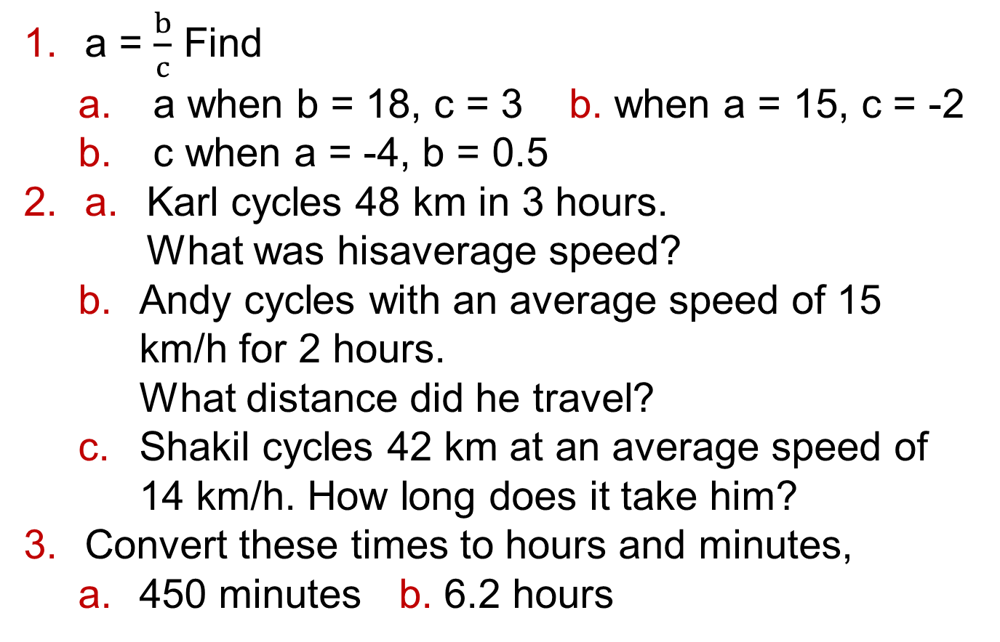 1. a = b/c Find
a. a when b = 18, c = 3 b. when a = 15, c = -2
b. c when a = -4, b = 0.5
2. a. Karl cycles 48 km in 3 hours.
What was hisaverage speed?
b. Andy cycles with an average speed of 15
km/h for 2 hours.
What distance did he travel?
c. Shakil cycles 42 km at an average speed of
14 km/h. How long does it take him?
3. Convert these times to hours and minutes,
a. 450 minutes b. 6.2 hours